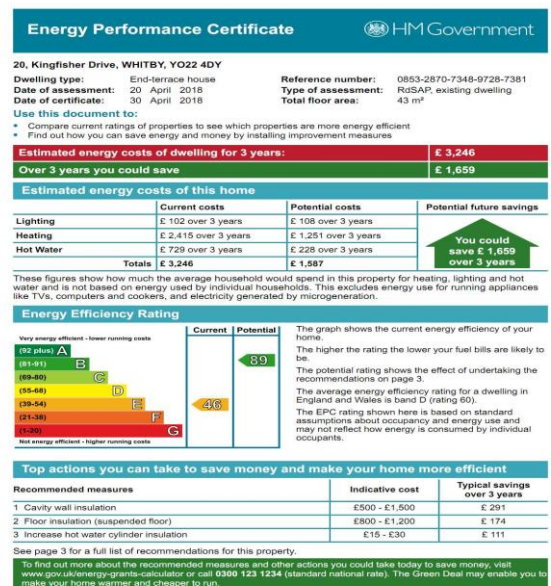 Energy Performance Certificate
HM Government
20, Kingfisher Drive, WHITBY, YO22 4DY
Dwelling type: End-terrace house
Date of assessment: 20 April 2018
Date of certificate: 30 April 2018
Reference number: 0853-2870-7348-9728-7381
Type of assessment: RdSAP, existing dwelling
Total floor area: 43 m²
Use this document to:
• Compare current ratings of properties to see which properties are more energy efficient
• Find out how you can save energy and money by installing improvement measures
Estimated energy costs of dwelling for 3 years: £ 3,246
Over 3 years you could save £ 1,659
Estimated energy costs of this home
Current costs Potential costs Potential future savings
Lighting £ 102 over 3 years £ 108 over 3 years
Heating £ 2,415 over 3 years £ 1,251 over 3 years
Hot Water £ 729 over 3 years £ 228 over 3 years
Totals £ 3,246 £ 1,587
You could
save £ 1,659
over 3 years
These figures show how much the average household would spend in this property for heating, lighting and hot
water and is not based on energy used by individual households. This excludes energy use for running appliances
like TVs, computers and cookers, and electricity generated by microgeneration.
Energy Efficiency Rating
Current Potential
Very energy efficient - lower running costs
(92 plus) A
(81-91) B
(69-80) C
(55-68) D
(39-54) E
(21-38) F
(1-20) G
Not energy efficient - higher running costs
46
89
The graph shows the current energy efficiency of your
home.
The higher the rating the lower your fuel bills are likely to
be.
The potential rating shows the effect of undertaking the
recommendations on page 3.
The average energy efficiency rating for a dwelling in
England and Wales is band D (rating 60).
The EPC rating shown here is based on standard
assumptions about occupancy and energy use and
may not reflect how energy is consumed by individual
occupants.
Top actions you can take to save money and make your home more efficient
Recommended measures Indicative cost Typical savings
over 3 years
1 Cavity wall insulation £500 - £1,500 £ 291
2 Floor insulation (suspended floor) £800 - £1,200 £ 174
3 Increase hot water cylinder insulation £15 - £30 £ 111
See page 3 for a full list of recommendations for this property.
To find out more about the recommended measures and other actions you could take today to save money, visit
www.gov.uk/energy-grants-calculator or call 0300 123 1234 (standard national rate). The Green Deal may enable you to
make your home warmer and cheaper to run.